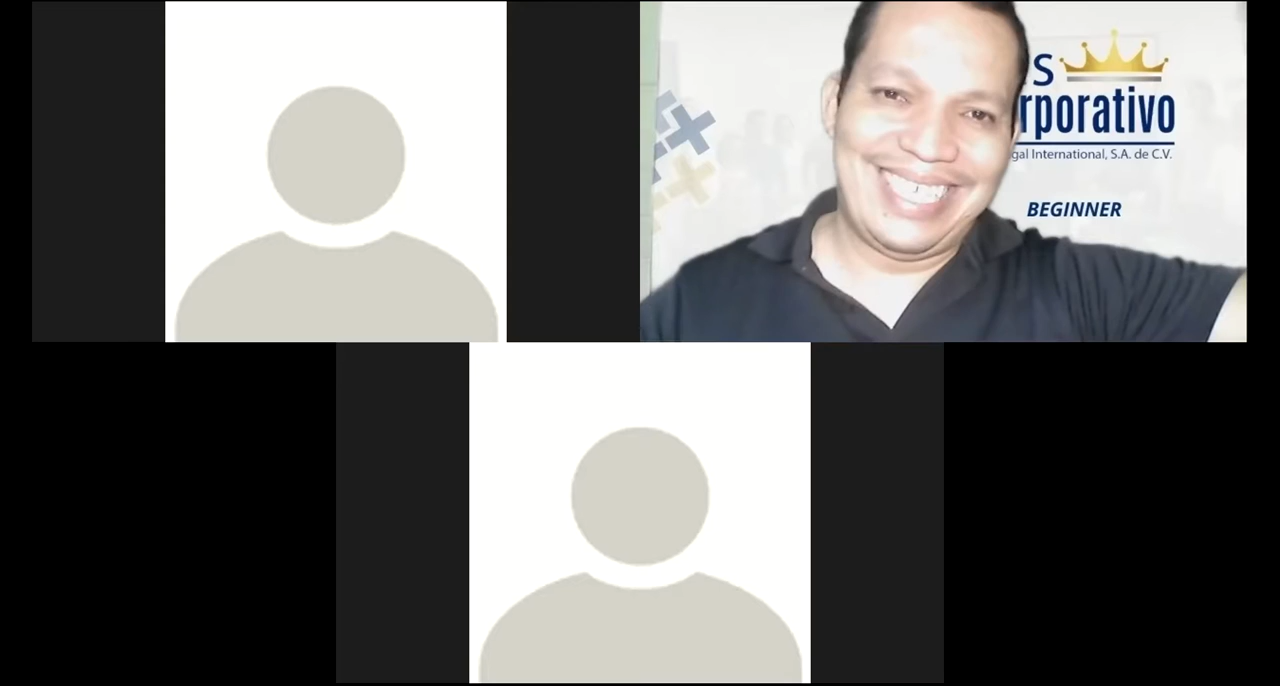 s
rporativo
gal International, S.A. de C.V.
BEGINNER